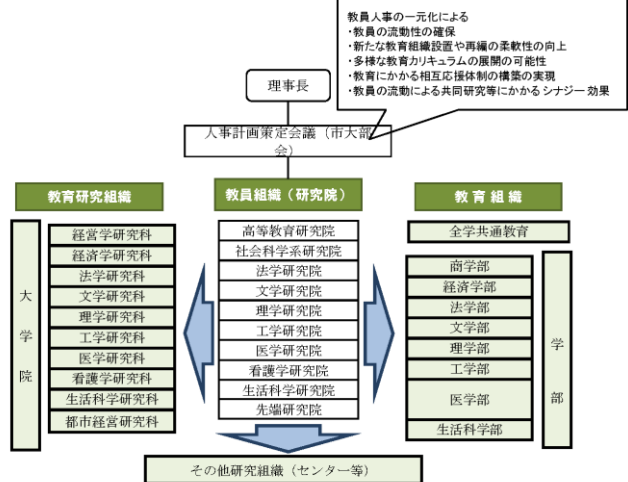 教員人事の一元化による
・教員の流動性の確保
・新たな教育組織設置や再編の柔軟性の向上
・多様な教育カリキュラムの展開の可能性
・教育にかかる相互応援体制の構築の実現
・教員の流動による共同研究等にかかるシナジー効果
理事長
人事計画策定会議（市大部
会）
教育研究組織
大学院
経営学研究科
経済学研究科
法学研究科
文学研究科
理学研究科
工学研究科
医学研究科
看護学研究科
生活科学研究科
都市経営研究科
教員組織（研究院）
高等教育研究院
社会科学系研究院
法学研究院
文学研究院
理学研究院
工学研究院
医学研究院
看護学研究院
生活科学研究院
先端研究院
教育組織
全学共通教育
商学部
経済学部
法学部
文学部
理学部
工学部
医学部
生活科学部
学部
その他研究組織（センター等）